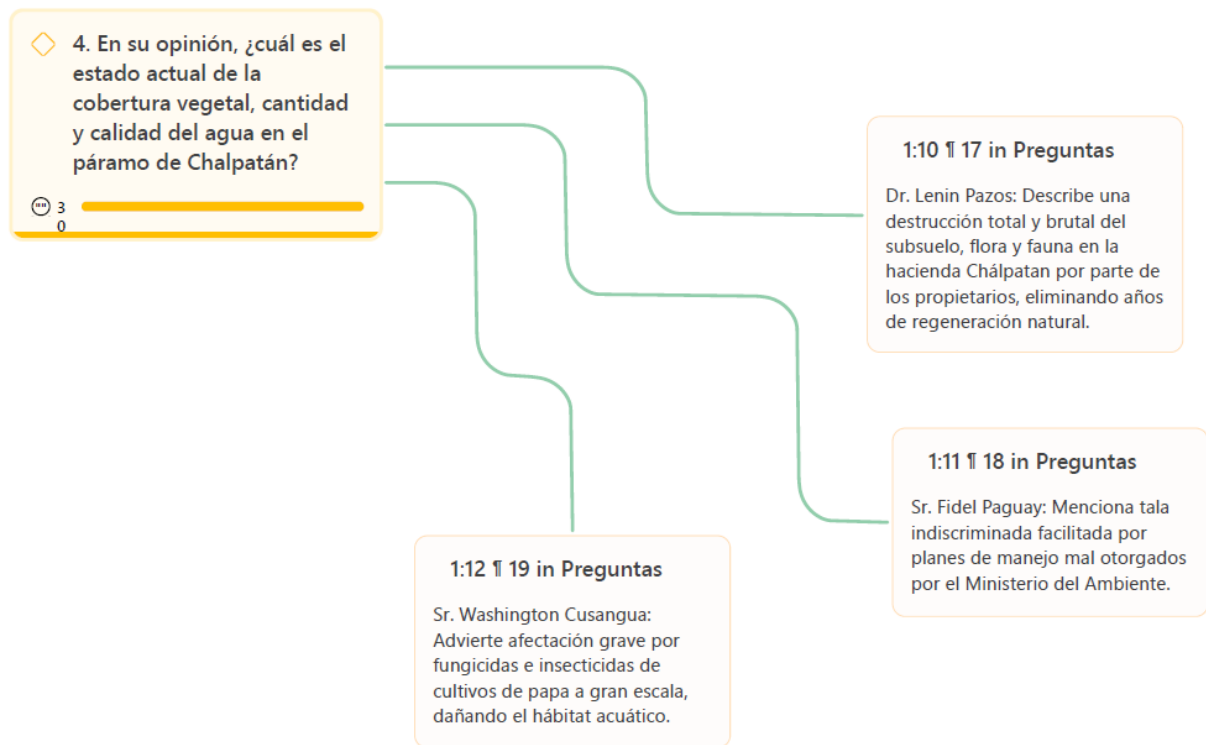 4. En su opinión, ¿cuál es el
estado actual de la
cobertura vegetal, cantidad
y calidad del agua en el
páramo de Chalpatán?
3
0
1:10 ¶ 17 in Preguntas
Dr. Lenin Pazos: Describe una
destrucción total y brutal del
subsuelo, flora y fauna en la
hacienda Chálpatan por parte de
los propietarios, eliminando años
de regeneración natural.
1:11 ¶ 18 in Preguntas
Sr. Fidel Paguay: Menciona tala
indiscriminada facilitada por
planes de manejo mal otorgados
por el Ministerio del Ambiente.
1:12 ¶ 19 in Preguntas
Sr. Washington Cusangua:
Advierte afectación grave por
fungicidas e insecticidas de
cultivos de papa a gran escala,
dañando el hábitat acuático.